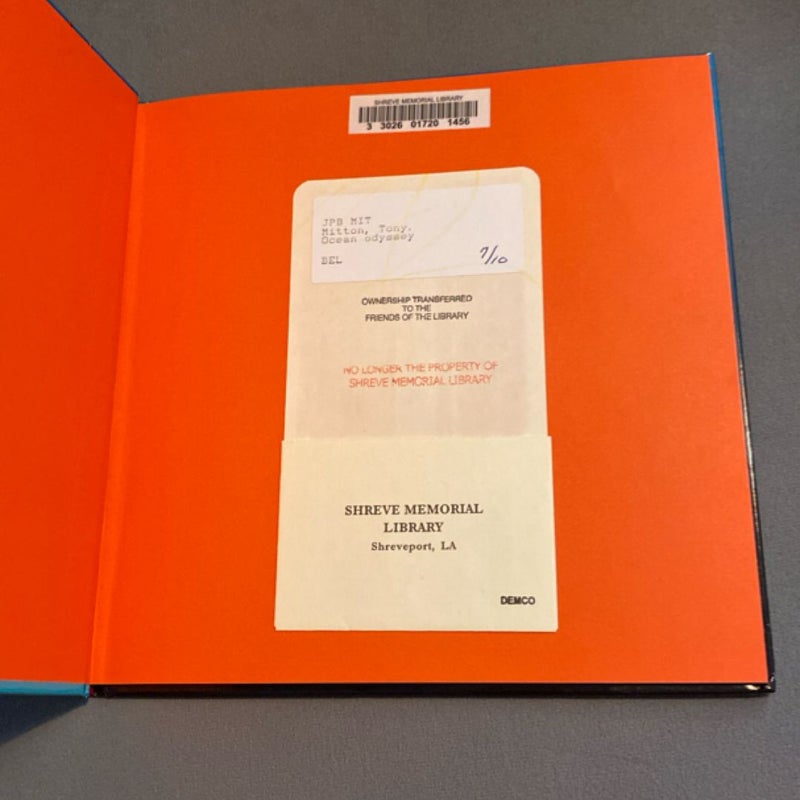 SHREVE MEMORIAL LIBRARY
3 3026 01720 1456
JPB MIT
Mitton, Tony.
Ocean odyssey
BEL
7/10
OWNERSHIP TRANSFERRED
TO THE
FRIENDS OF THE LIBRARY
NO LONGER THE PROPERTY OF
SHREVE MEMORIAL LIBRARY
SHREVE MEMORIAL
LIBRARY
Shreveport, LA
DEMCO